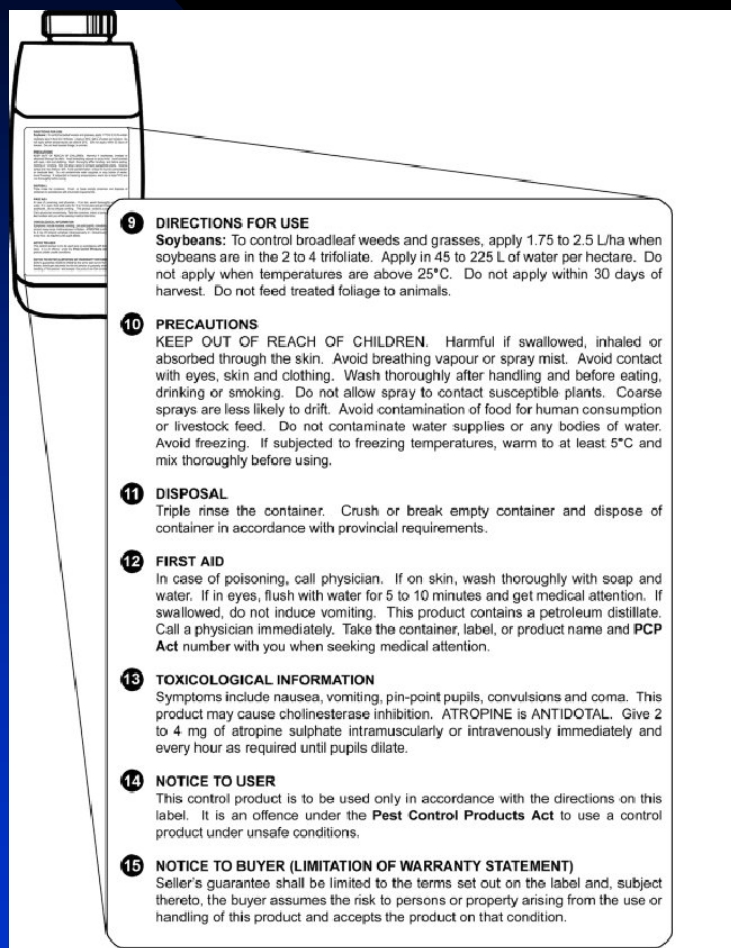 9 DIRECTIONS FOR USE
Soybeans: To control broadleaf weeds and grasses, apply 1.75 to 2.5 L/ha when
soybeans are in the 2 to 4 trifoliate. Apply in 45 to 225 L of water per hectare. Do
not apply when temperatures are above 25°C. Do not apply within 30 days of
harvest. Do not feed treated foliage to animals.
10 PRECAUTIONS
KEEP OUT OF REACH OF CHILDREN. Harmful if swallowed, inhaled or
absorbed through the skin. Avoid breathing vapour or spray mist. Avoid contact
with eyes, skin and clothing. Wash thoroughly after handling and before eating,
drinking or smoking. Do not allow spray to contact susceptible plants. Coarse
sprays are less likely to drift. Avoid contamination of food for human consumption
or livestock feed. Do not contaminate water supplies or any bodies of water.
Avoid freezing. If subjected to freezing temperatures, warm to at least 5°C and
mix thoroughly before using.
11 DISPOSAL
Triple rinse the container. Crush or break empty container and dispose of
container in accordance with provincial requirements.
12 FIRST AID
In case of poisoning, call physician. If on skin, wash thoroughly with soap and
water. If in eyes, flush with water for 5 to 10 minutes and get medical attention. If
swallowed, do not induce vomiting. This product contains a petroleum distillate.
Call a physician immediately. Take the container, label, or product name and PCP
Act number with you when seeking medical attention.
13 TOXICOLOGICAL INFORMATION
Symptoms include nausea, vomiting, pin-point pupils, convulsions and coma. This
product may cause cholinesterase inhibition. ATROPINE is ANTIDOTAL. Give 2
to 4 mg of atropine sulphate intramuscularly or intravenously immediately and
every hour as required until pupils dilate.
14 NOTICE TO USER
This control product is to be used only in accordance with the directions on this
label. It is an offence under the Pest Control Products Act to use a control
product under unsafe conditions.
15 NOTICE TO BUYER (LIMITATION OF WARRANTY STATEMENT)
Seller's guarantee shall be limited to the terms set out on the label and, subject
thereto, the buyer assumes the risk to persons or property arising from the use or
handling of this product and accepts the product on that condition.